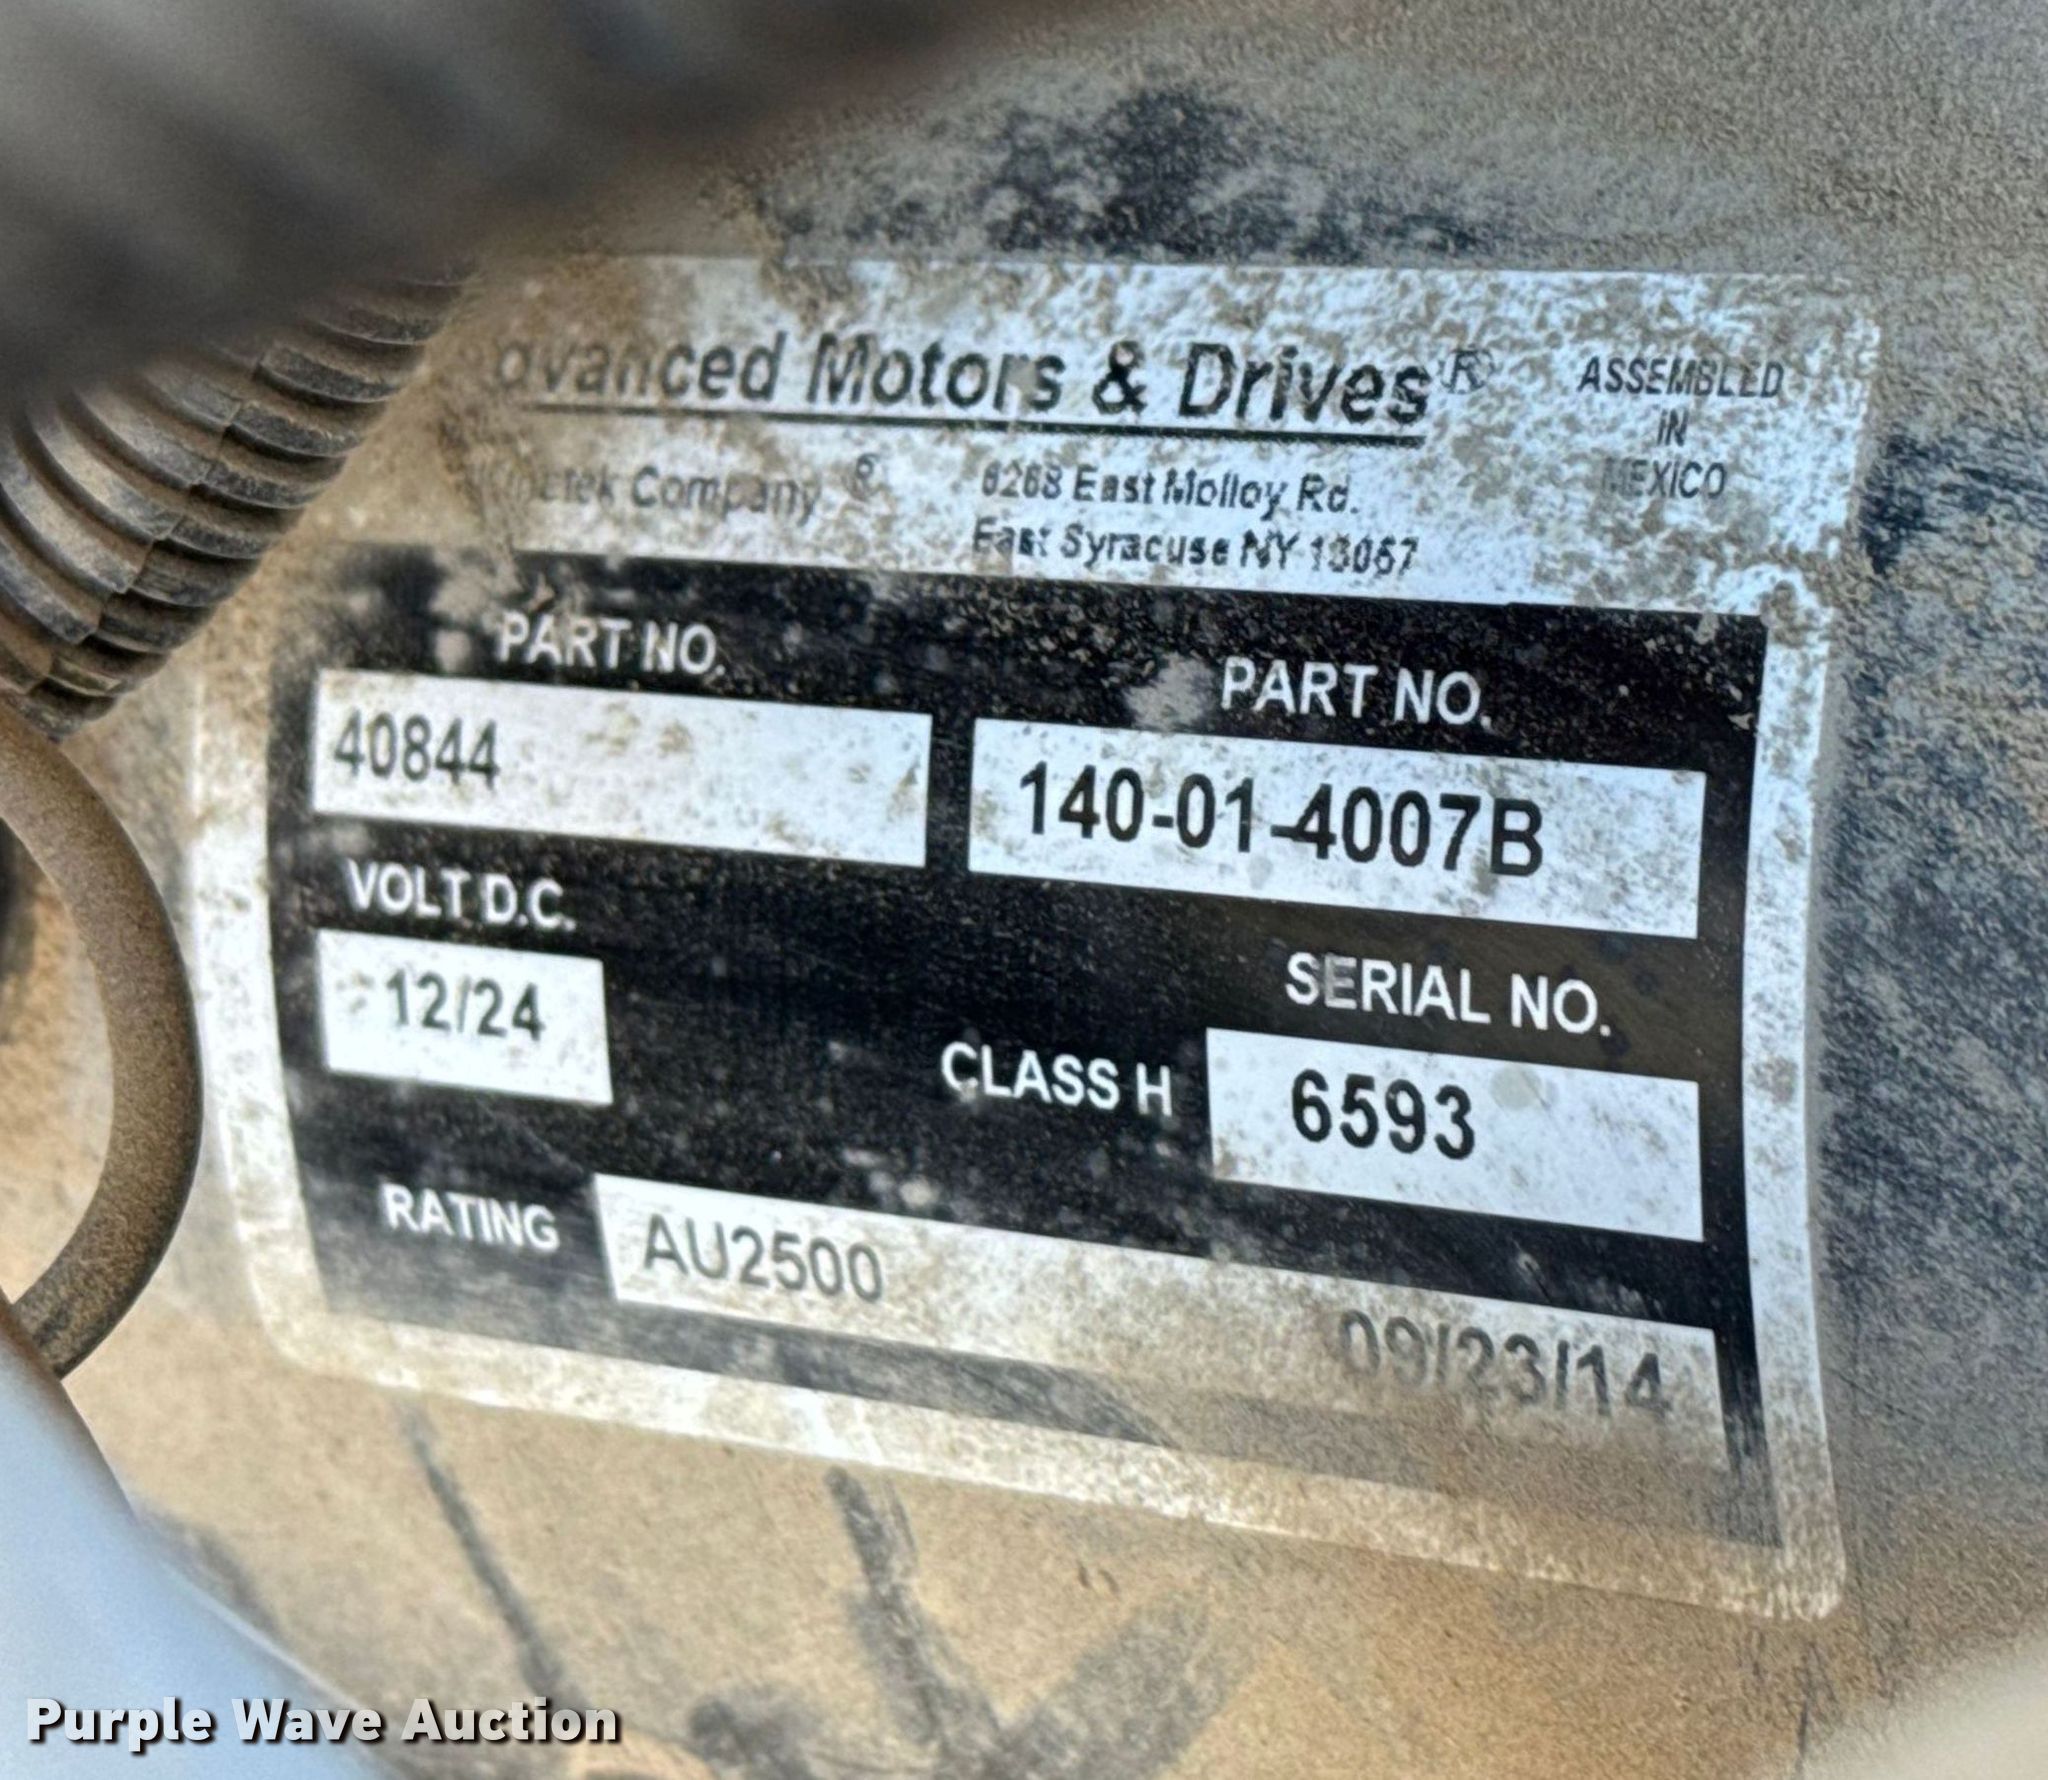 Advanced Motors & Drives®
ASSEMBLED
IN
MEXICO
Company ®
6268 East Molloy Rd.
East Syracuse NY 13057
PART NO.
40844
PART NO.
140-01-4007B
VOLT D.C.
12/24
SERIAL NO.
CLASS H
6593
RATING
AU2500
09/23/14
Purple Wave Auction